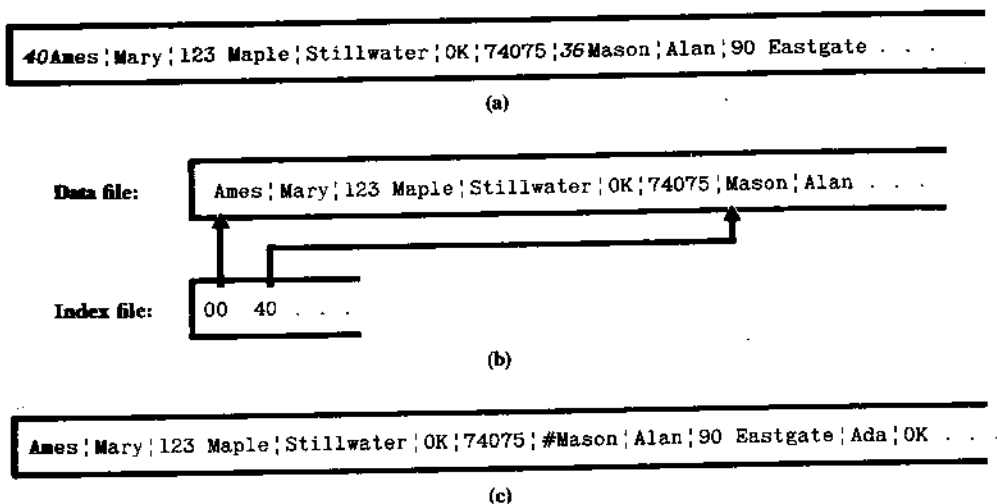 40Ames¦Mary¦123 Maple¦Stillwater¦OK¦74075¦36Mason¦Alan¦90 Eastgate . . .
(a)
Data file: Ames¦Mary¦123 Maple¦Stillwater¦OK¦74075¦Mason¦Alan . . .
Index file: 00 40 . . .
(b)
Ames¦Mary¦123 Maple¦Stillwater¦OK¦74075¦#Mason¦Alan¦90 Eastgate¦Ada¦OK . . .
(c)